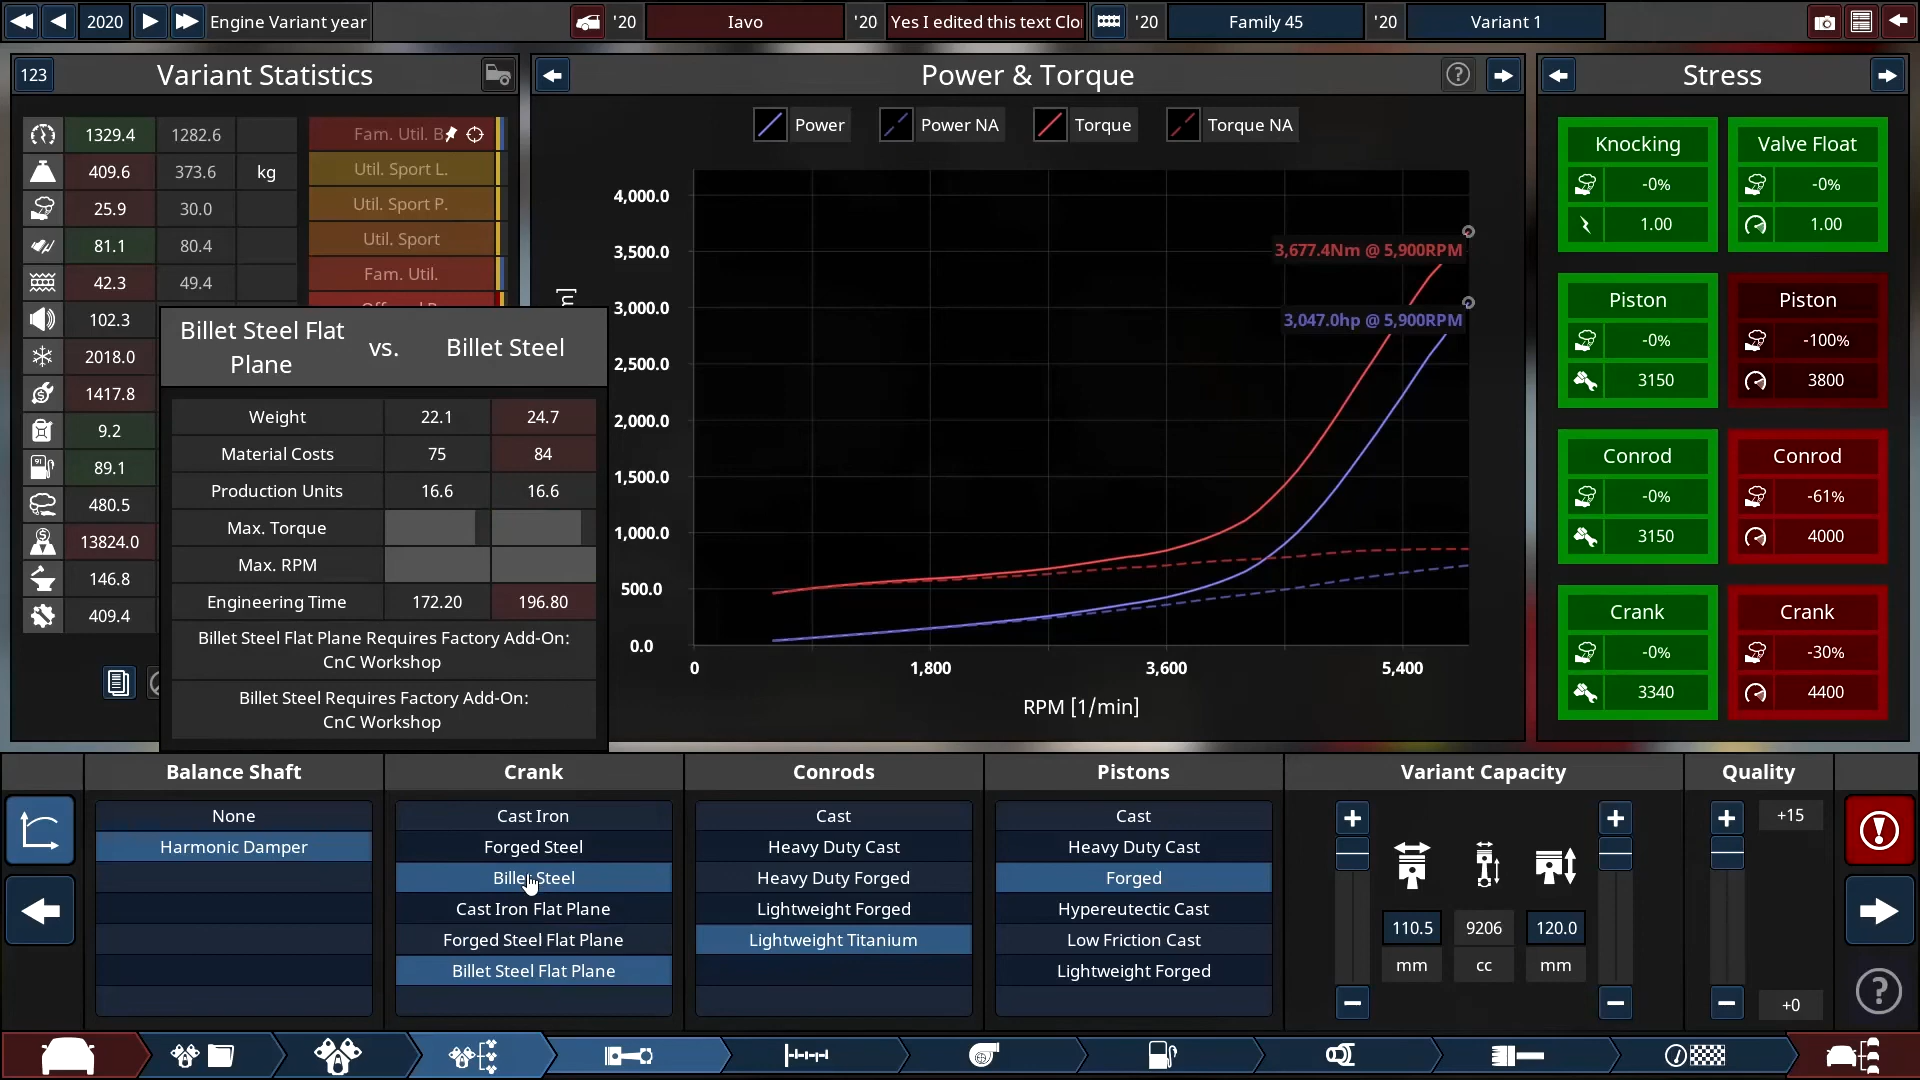 2020
Engine Variant year
'20
Iavo
'20
Yes I edited this text Clo
'20
Family 45
'20
Variant 1
123
Variant Statistics
1329.4 1282.6
409.6 373.6 kg
25.9 30.0
81.1 80.4
42.3 49.4
102.3
2018.0
1417.8
9.2
89.1
480.5
13824.0
146.8
409.4
Fam. Util. B
Util. Sport L.
Util. Sport P.
Util. Sport
Fam. Util.
Billet Steel Flat
Plane
vs.
Billet Steel
Weight 22.1 24.7
Material Costs 75 84
Production Units 16.6 16.6
Max. Torque
Max. RPM
Engineering Time 172.20 196.80
Billet Steel Flat Plane Requires Factory Add-On:
CnC Workshop
Billet Steel Requires Factory Add-On:
CnC Workshop
Power & Torque
?
Power
Power NA
Torque
Torque NA
4,000.0
3,500.0
3,000.0
2,500.0
2,000.0
1,500.0
1,000.0
500.0
0.0
3,677.4Nm @ 5,900RPM
3,047.0hp @ 5,900RPM
0 1,800 3,600 5,400
RPM [1/min]
Stress
Knocking
-0%
1.00
Valve Float
-0%
1.00
Piston
-0%
3150
Piston
-100%
3800
Conrod
-0%
3150
Conrod
-61%
4000
Crank
-0%
3340
Crank
-30%
4400
Balance Shaft
None
Harmonic Damper
Crank
Cast Iron
Forged Steel
Billet Steel
Cast Iron Flat Plane
Forged Steel Flat Plane
Billet Steel Flat Plane
Conrods
Cast
Heavy Duty Cast
Heavy Duty Forged
Lightweight Forged
Lightweight Titanium
Pistons
Cast
Heavy Duty Cast
Forged
Hypereutectic Cast
Low Friction Cast
Lightweight Forged
Variant Capacity
110.5 9206 120.0
mm cc mm
Quality
+15
+0
?